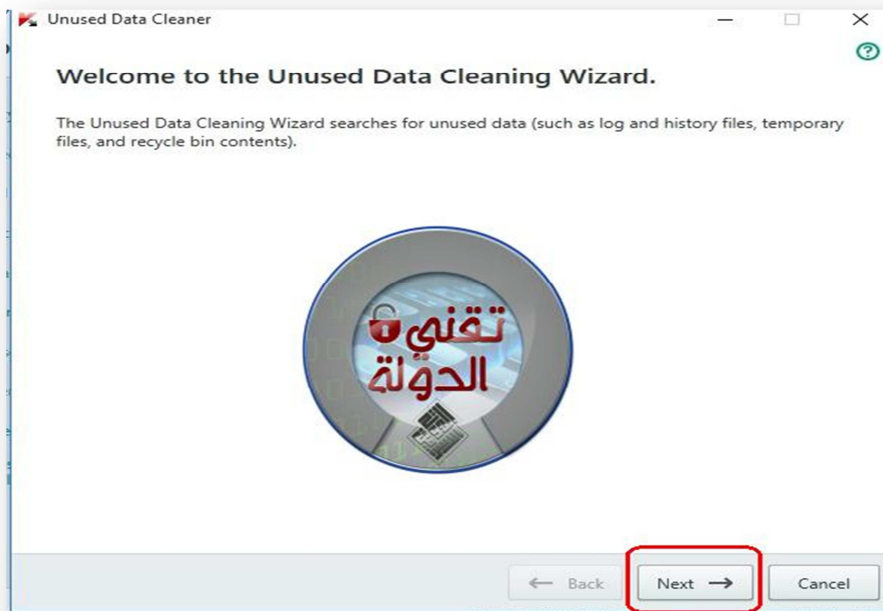 Unused Data Cleaner
Welcome to the Unused Data Cleaning Wizard.
The Unused Data Cleaning Wizard searches for unused data (such as log and history files, temporary
files, and recycle bin contents).
تقني
الدولة
← Back
Next →
Cancel